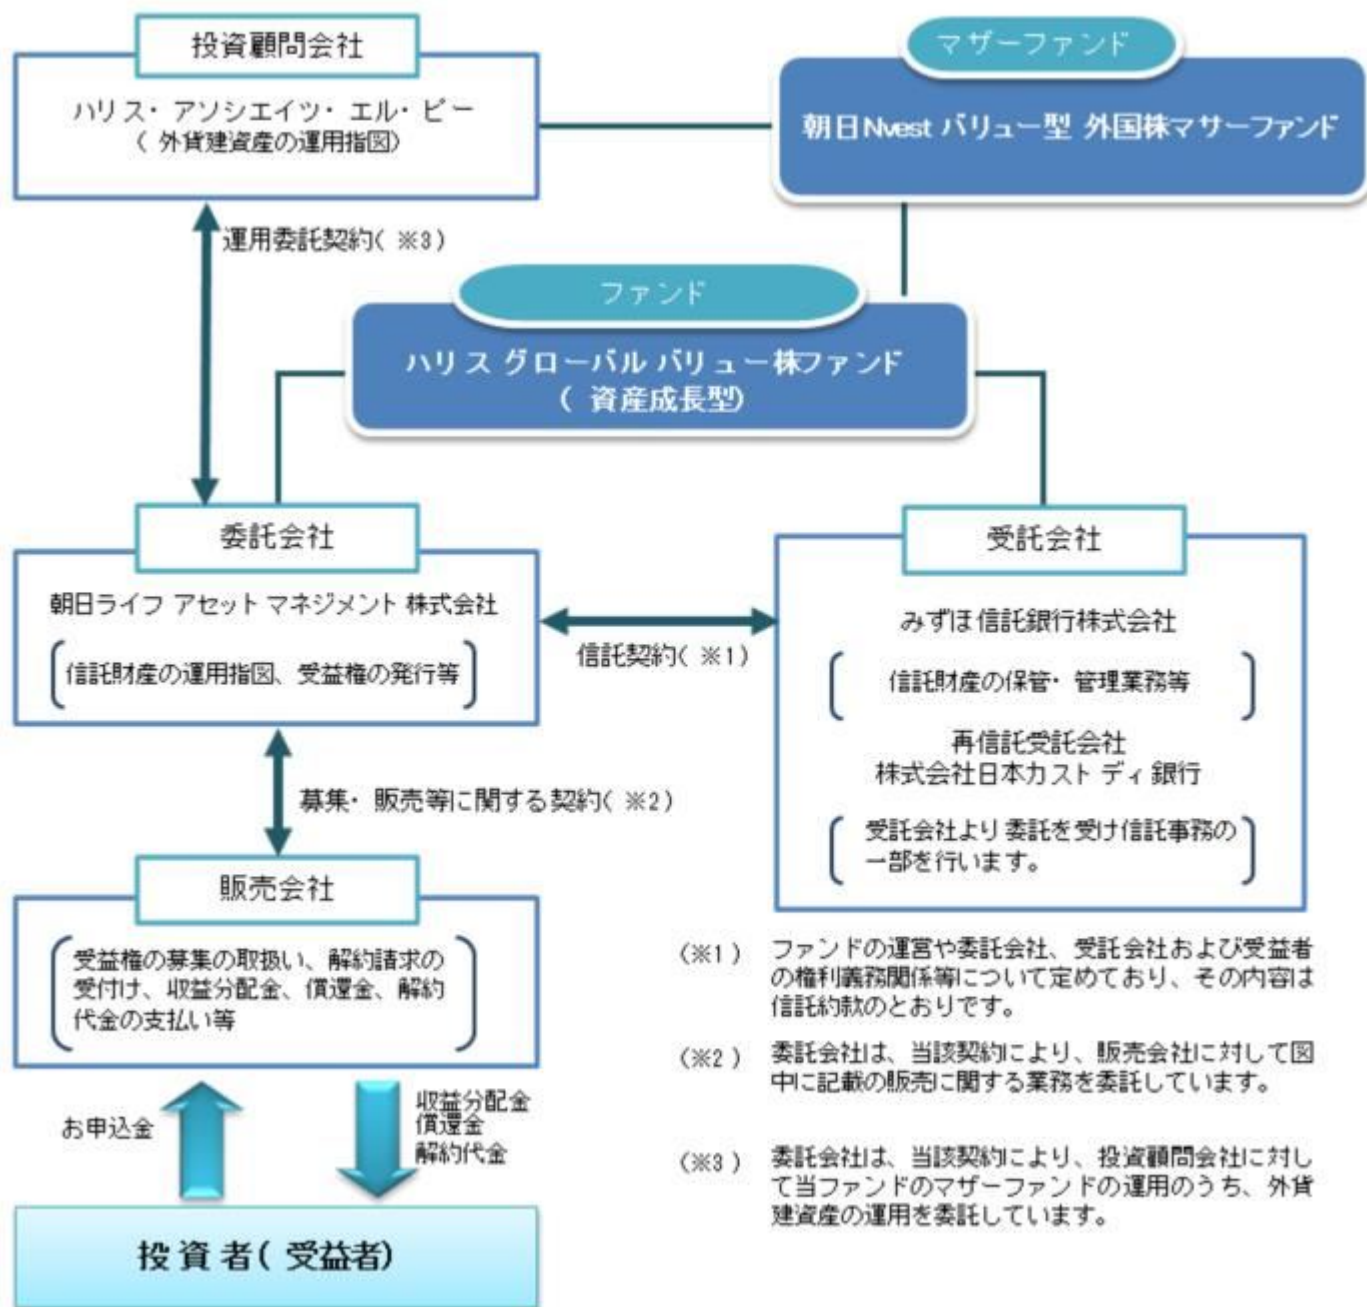 投資顧問会社
ハリス・アソシエイツ・エル・ピー
( 外貨建資産の運用指図)
マザーファンド
朝日Nvest バリュー型 外国株マサーファンド
運用委託契約( ※3 )
ファンド
ハリス グローバル バリュー株ファンド
( 資産成長型)
委託会社
朝日ライフ アセット マネジメント 株式会社
信託財産の運用指図、受益権の発行等
信託契約( ※1)
受託会社
みずほ信託銀行株式会社
信託財産の保管・ 管理業務等
再信託受託会社
株式会社日本カストディ銀行
受託会社より委託を受け信託事務の
一部を行います。
募集・ 販売等に関する契約( ※2 )
販売会社
受益権の募集の取扱い、解約請求の
受付け、収益分配金、償還金、解約
代金の支払い等
お申込金
収益分配金
償還金
解約代金
投資者( 受益者)
(※1 ) ファンドの運営や委託会社、受託会社および受益者
の権利義務関係等について定めており、その内容は
信託約款のとおりです。
(※2 ) 委託会社は、当該契約により、販売会社に対して図
中に記載の販売に関する業務を委託しています。
(※3 ) 委託会社は、当該契約により、投資顧問会社に対し
て当ファンドのマザーファンドの運用のうち、外貨
建資産の運用を委託しています。